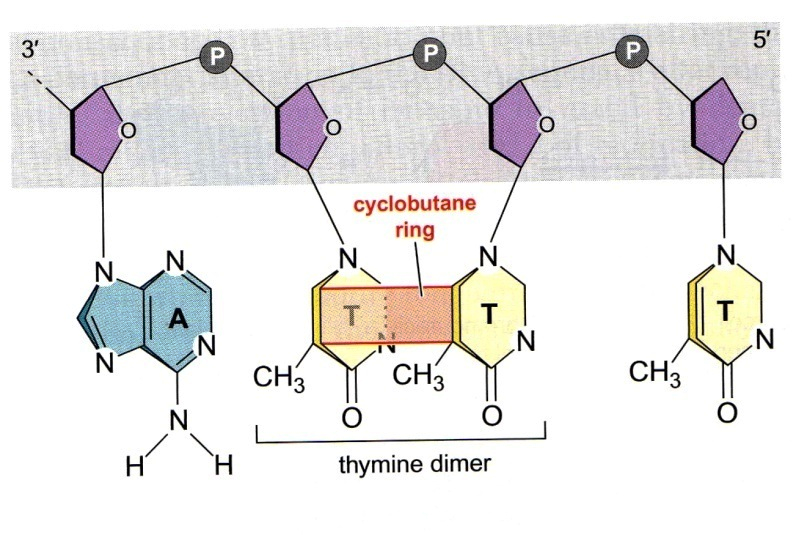 3′
P
P
P
5′
O
O
O
O
cyclobutane
ring
N
N
N
N
N
A
T
T
T
N
N
N
N
N
CH3
CH3
CH3
O
O
O
N
H
H
thymine dimer